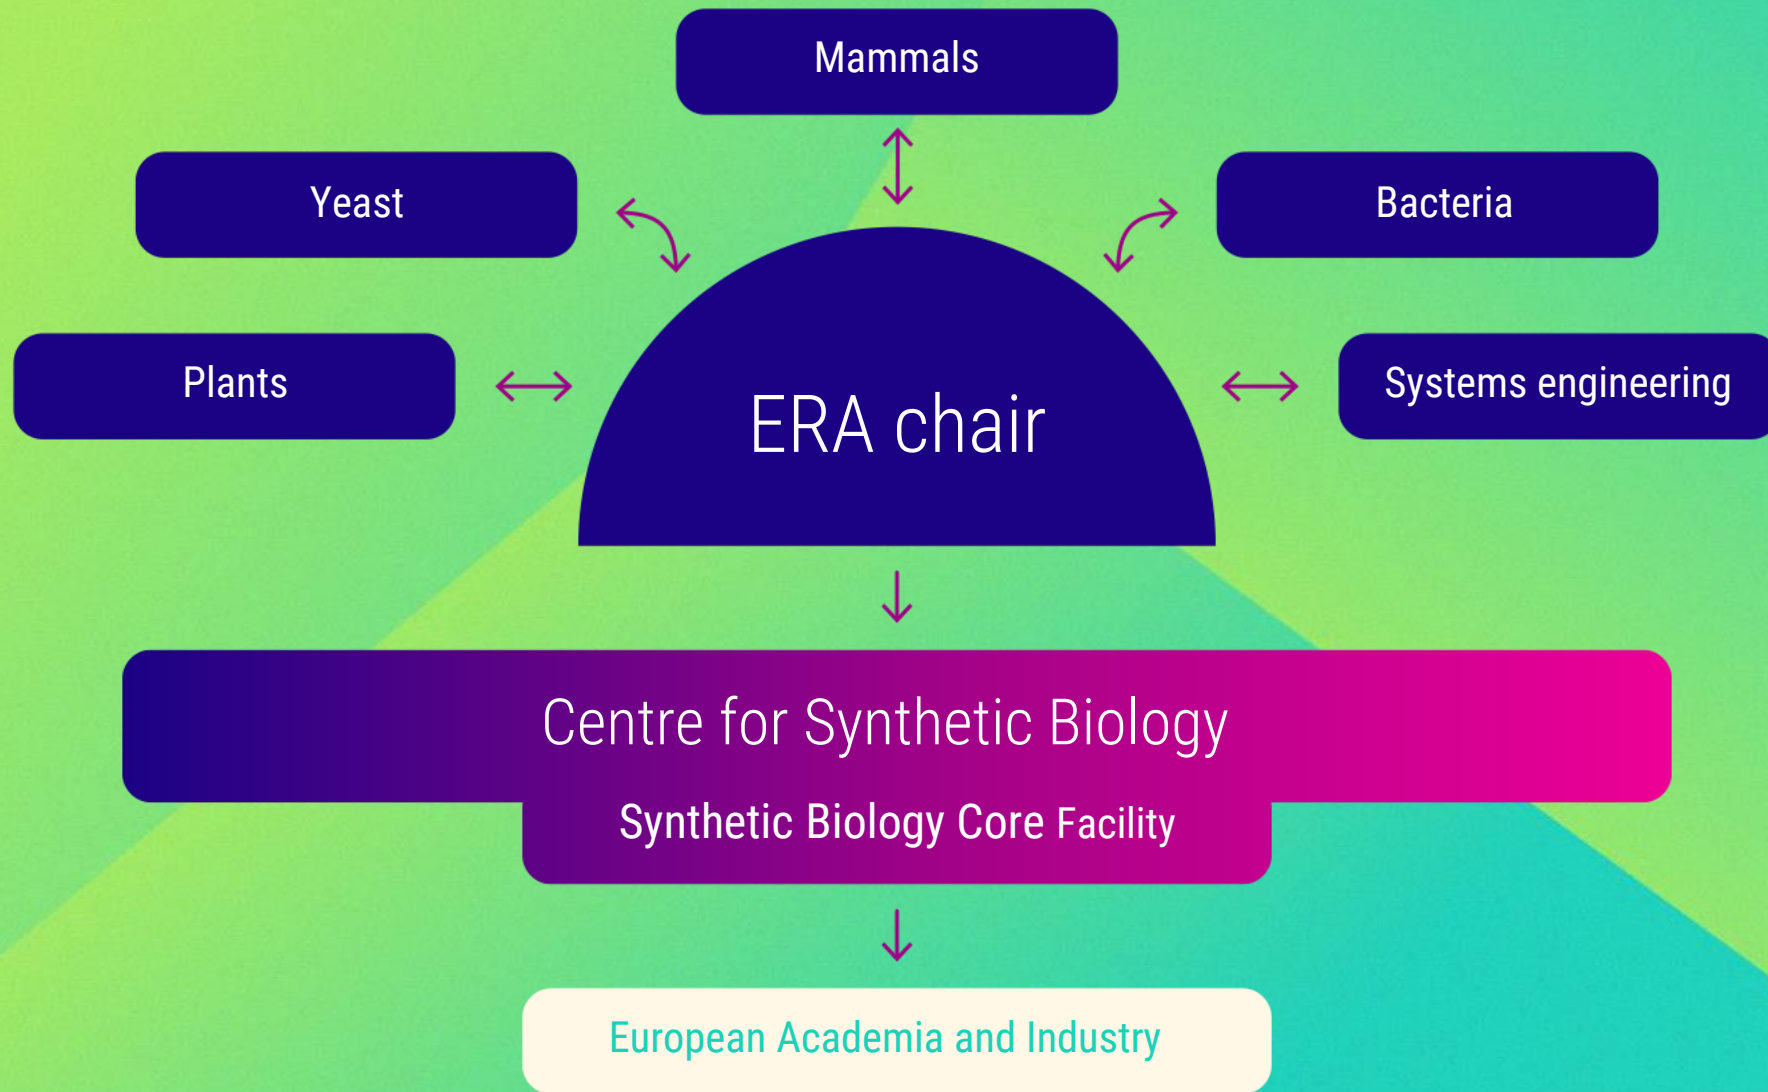 Mammals
Yeast
Bacteria
Plants
Systems engineering
ERA chair
Centre for Synthetic Biology
Synthetic Biology Core Facility
European Academia and Industry